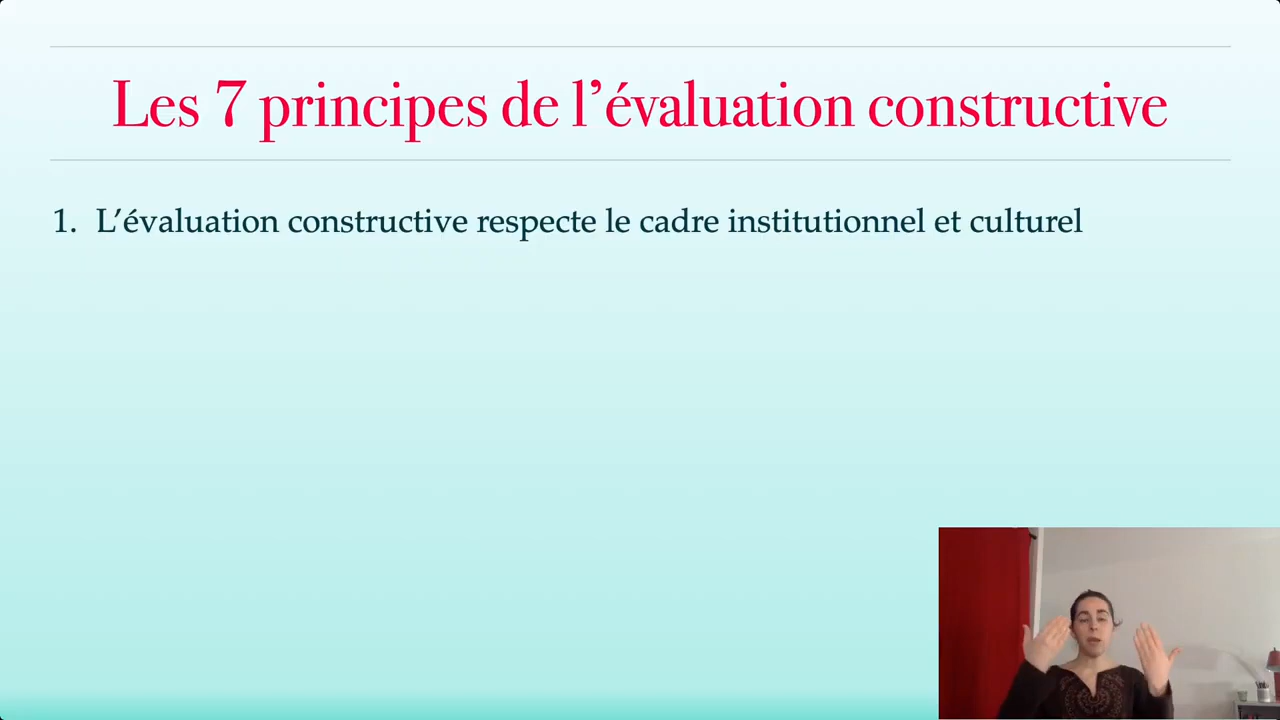 Les 7 principes de l’évaluation constructive
1. L’évaluation constructive respecte le cadre institutionnel et culturel